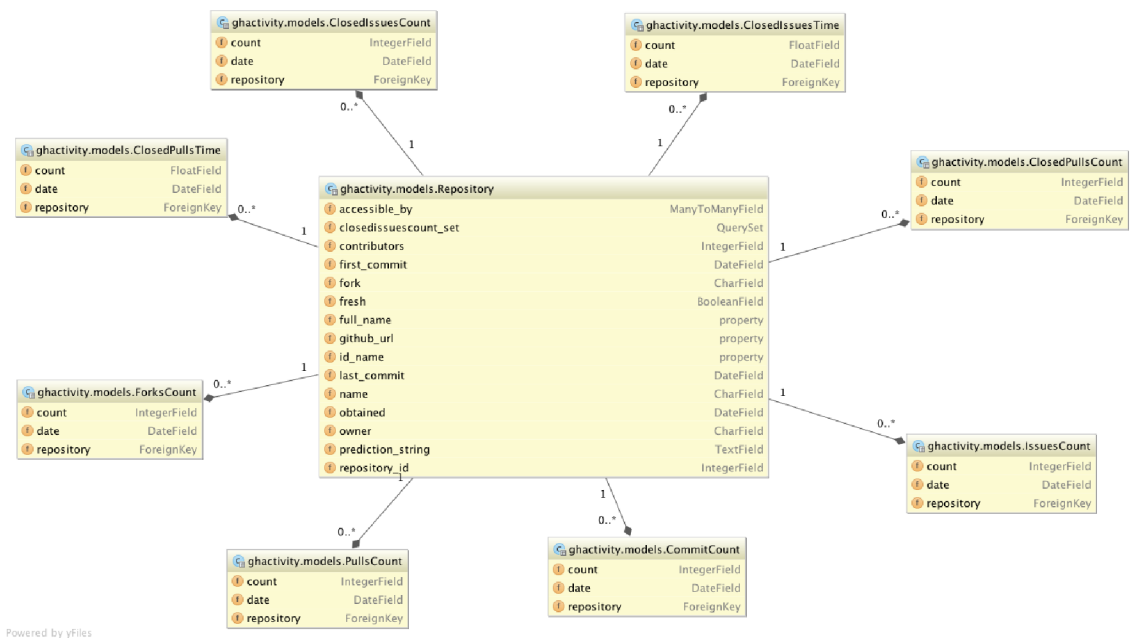 ghactivity.models.ClosedIssuesCount
count IntegerField
date DateField
repository ForeignKey
0..*
1
ghactivity.models.ClosedIssuesTime
count FloatField
date DateField
repository ForeignKey
0..*
1
ghactivity.models.ClosedPullsTime
count FloatField
date DateField
repository ForeignKey
0..*
1
ghactivity.models.ClosedPullsCount
count IntegerField
date DateField
repository ForeignKey
0..*
1
ghactivity.models.Repository
accessible_by ManyToManyField
closedissuescount_set QuerySet
contributors IntegerField
first_commit DateField
fork CharField
fresh BooleanField
full_name property
github_url property
id_name property
last_commit DateField
name CharField
obtained DateField
owner CharField
prediction_string TextField
repository_id IntegerField
1
0..*
ghactivity.models.ForksCount
count IntegerField
date DateField
repository ForeignKey
1
0..*
ghactivity.models.IssuesCount
count IntegerField
date DateField
repository ForeignKey
1
0..*
ghactivity.models.PullsCount
count IntegerField
date DateField
repository ForeignKey
1
0..*
ghactivity.models.CommitCount
count IntegerField
date DateField
repository ForeignKey
Powered by yFiles